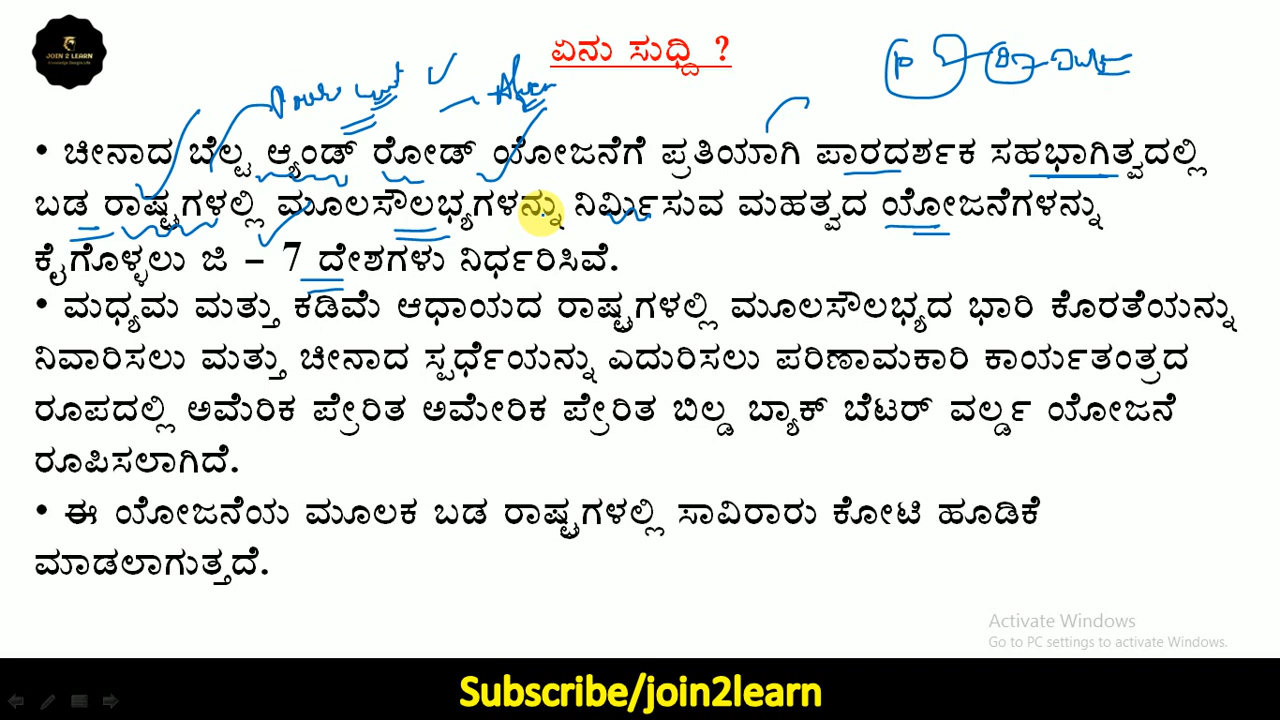 JOIN 2 LEARN
ಏನು ಸುಧ್ದಿ ?
• ಚೀನಾದ ಬೆಲ್ಟ ಆ್ಯಂಡ್ ರೋಡ್ ಯೋಜನೆಗೆ ಪ್ರತಿಯಾಗಿ ಪಾರದರ್ಶಕ ಸಹಭಾಗಿತ್ವದಲ್ಲಿ
ಬಡ ರಾಷ್ಟ್ರಗಳಲ್ಲಿ ಮೂಲಸೌಲಭ್ಯಗಳನ್ನು ನಿರ್ಮಿಸುವ ಮಹತ್ವದ ಯೋಜನೆಗಳನ್ನು
ಕೈಗೊಳ್ಳಲು ಜಿ – 7 ದೇಶಗಳು ನಿರ್ಧರಿಸಿವೆ.
• ಮಧ್ಯಮ ಮತ್ತು ಕಡಿಮೆ ಆಧಾಯದ ರಾಷ್ಟ್ರಗಳಲ್ಲಿ ಮೂಲಸೌಲಭ್ಯದ ಭಾರಿ ಕೊರತೆಯನ್ನು
ನಿವಾರಿಸಲು ಮತ್ತು ಚೀನಾದ ಸ್ಪರ್ಧೆಯನ್ನು ಎದುರಿಸಲು ಪರಿಣಾಮಕಾರಿ ಕಾರ್ಯತಂತ್ರದ
ರೂಪದಲ್ಲಿ ಅಮೆರಿಕ ಪ್ರೇರಿತ ಅಮೇರಿಕ ಪ್ರೇರಿತ ಬಿಲ್ಡ ಬ್ಯಾಕ್ ಬೆಟರ್ ವರ್ಲ್ಡ ಯೋಜನೆ
ರೂಪಿಸಲಾಗಿದೆ.
• ಈ ಯೋಜನೆಯ ಮೂಲಕ ಬಡ ರಾಷ್ಟ್ರಗಳಲ್ಲಿ ಸಾವಿರಾರು ಕೋಟಿ ಹೂಡಿಕೆ
ಮಾಡಲಾಗುತ್ತದೆ.
Activate Windows
Go to PC settings to activate Windows.
Subscribe/join2learn